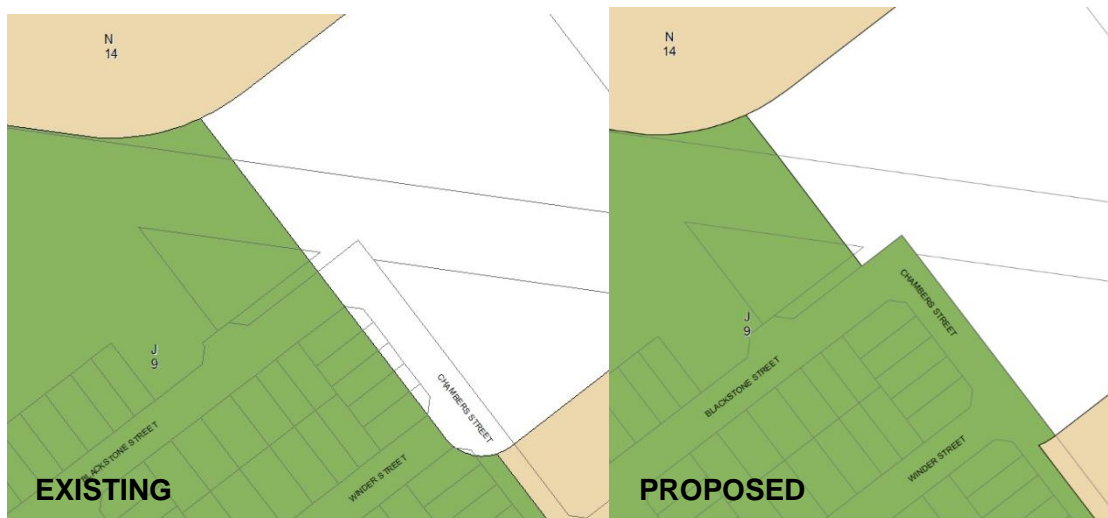 N
14
J
9
BLACKSTONE STREET
CHAMBERS STREET
WINDER STREET
EXISTING
N
14
J
9
CHAMBERS STREET
BLACKSTONE STREET
WINDER STREET
PROPOSED